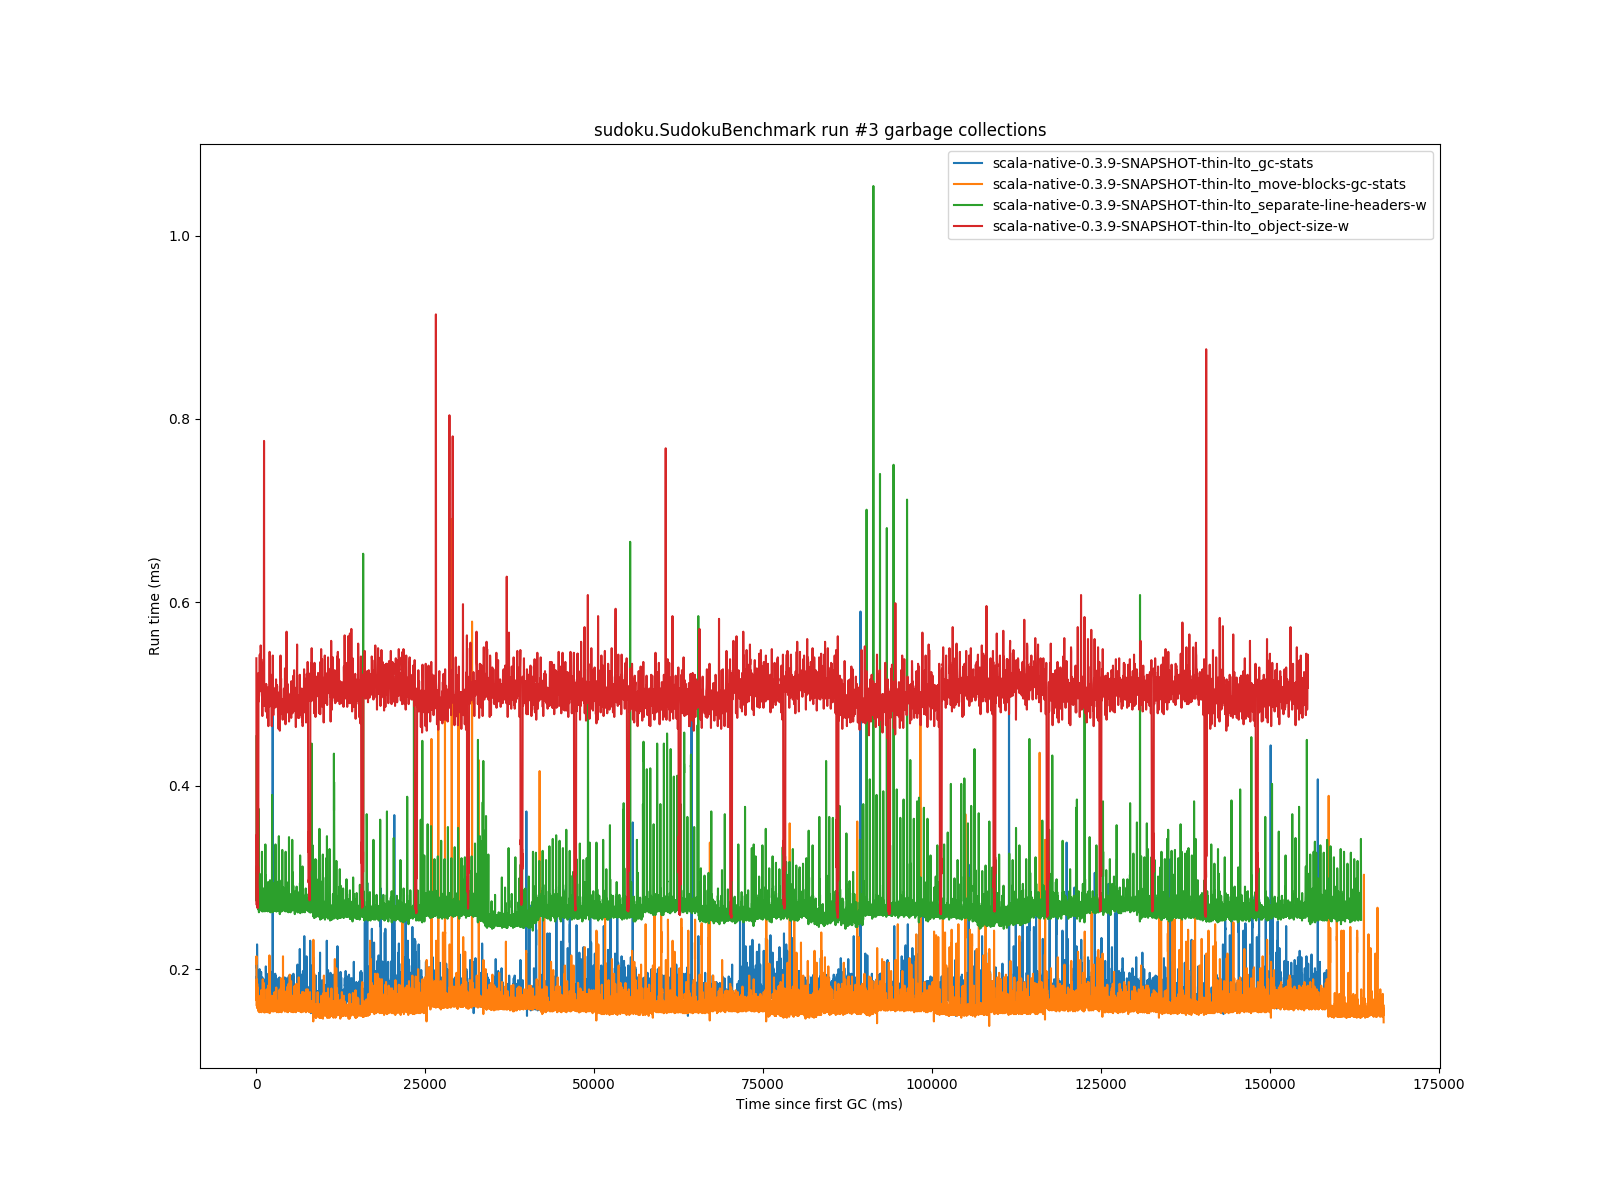 sudoku.SudokuBenchmark run #3 garbage collections
scala-native-0.3.9-SNAPSHOT-thin-lto_gc-stats
scala-native-0.3.9-SNAPSHOT-thin-lto_move-blocks-gc-stats
scala-native-0.3.9-SNAPSHOT-thin-lto_separate-line-headers-w
scala-native-0.3.9-SNAPSHOT-thin-lto_object-size-w
1.0
0.8
0.6
0.4
0.2
Run time (ms)
0 25000 50000 75000 100000 125000 150000 175000
Time since first GC (ms)